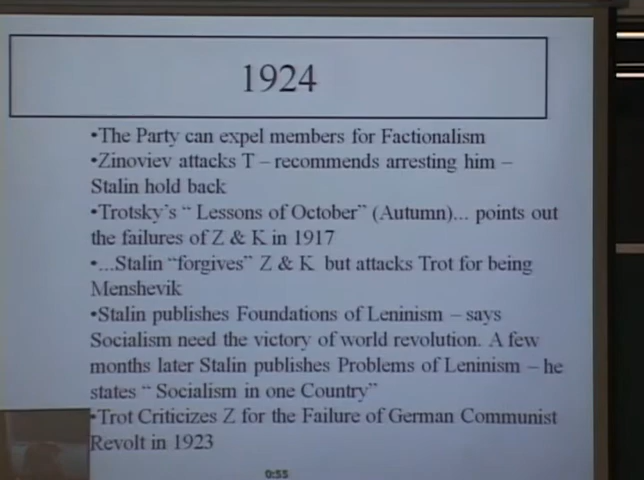 1924
•The Party can expel members for Factionalism
•Zinoviev attacks T – recommends arresting him –
Stalin hold back
•Trotsky's “ Lessons of October” (Autumn)... points out
the failures of Z & K in 1917
•...Stalin “forgives” Z & K but attacks Trot for being
Menshevik
•Stalin publishes Foundations of Leninism – says
Socialism need the victory of world revolution. A few
months later Stalin publishes Problems of Leninism – he
states “ Socialism in one Country”
•Trot Criticizes Z for the Failure of German Communist
Revolt in 1923
0:55